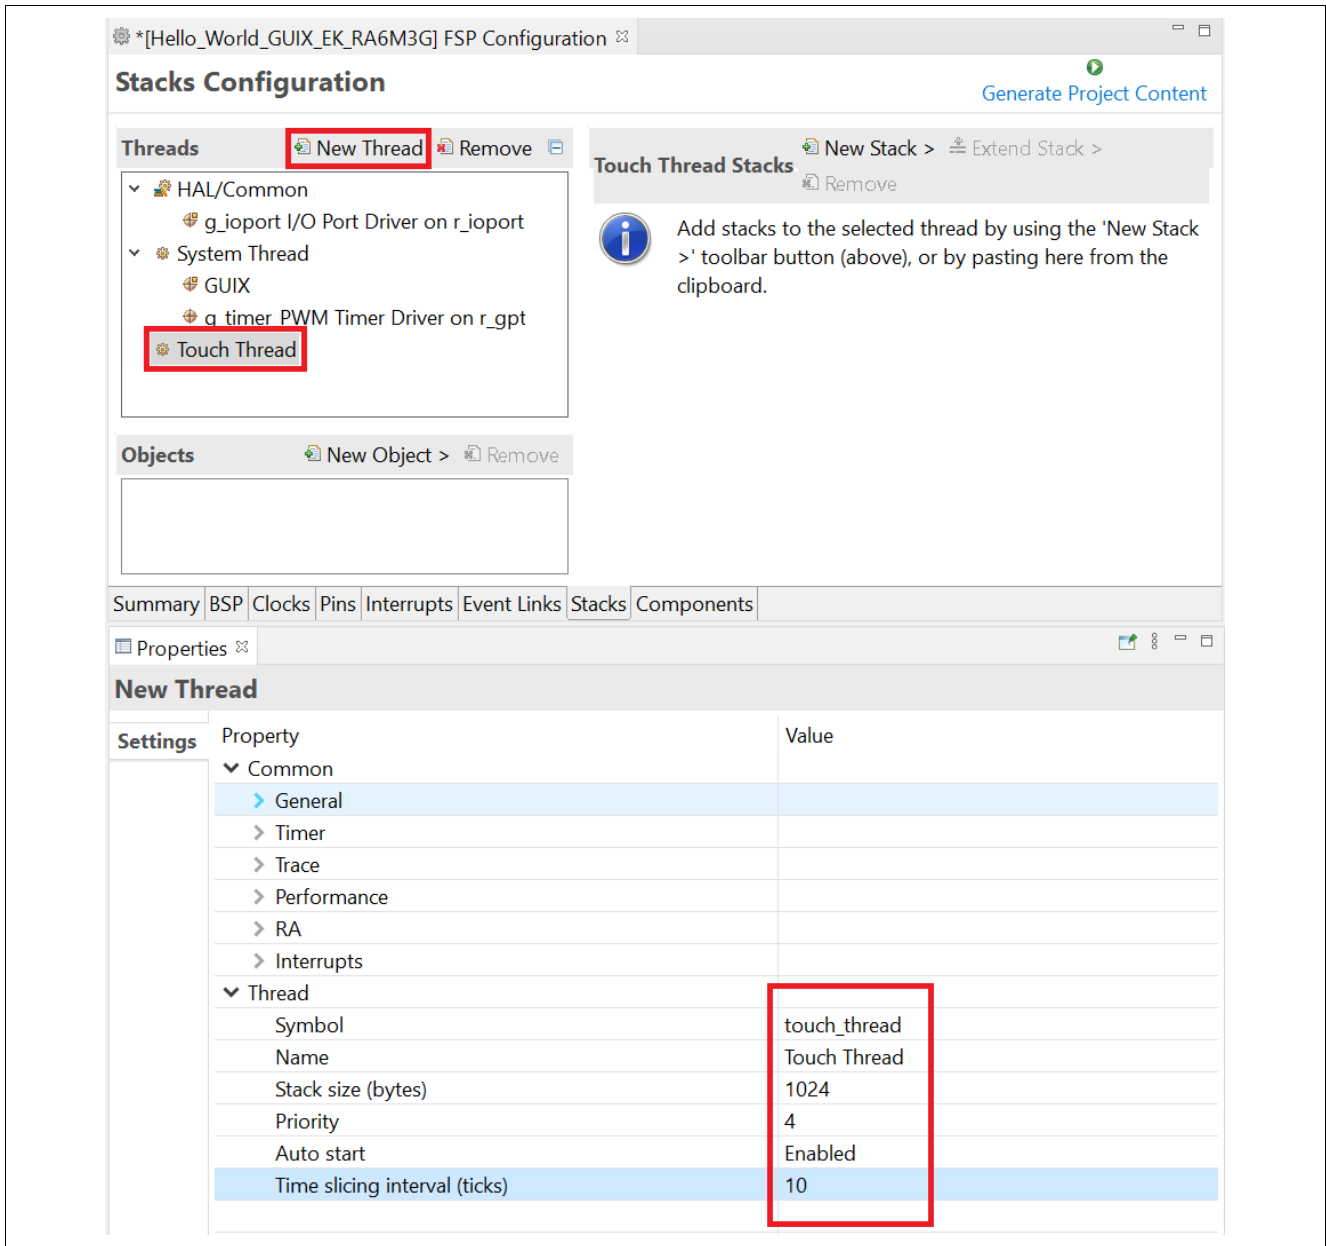 *[Hello_World_GUIX_EK_RA6M3G] FSP Configuration
Stacks Configuration
Generate Project Content
Threads New Thread Remove
HAL/Common
g_ioport I/O Port Driver on r_ioport
System Thread
GUIX
g_timer_PWM Timer Driver on r_gpt
Touch Thread
Touch Thread Stacks
New Stack > Extend Stack >
Remove
Add stacks to the selected thread by using the 'New Stack
>' toolbar button (above), or by pasting here from the
clipboard.
Objects New Object > Remove
Summary BSP Clocks Pins Interrupts Event Links Stacks Components
Properties
New Thread
Settings
Property Value
Common
General
Timer
Trace
Performance
RA
Interrupts
Thread
Symbol touch_thread
Name Touch Thread
Stack size (bytes) 1024
Priority 4
Auto start Enabled
Time slicing interval (ticks) 10